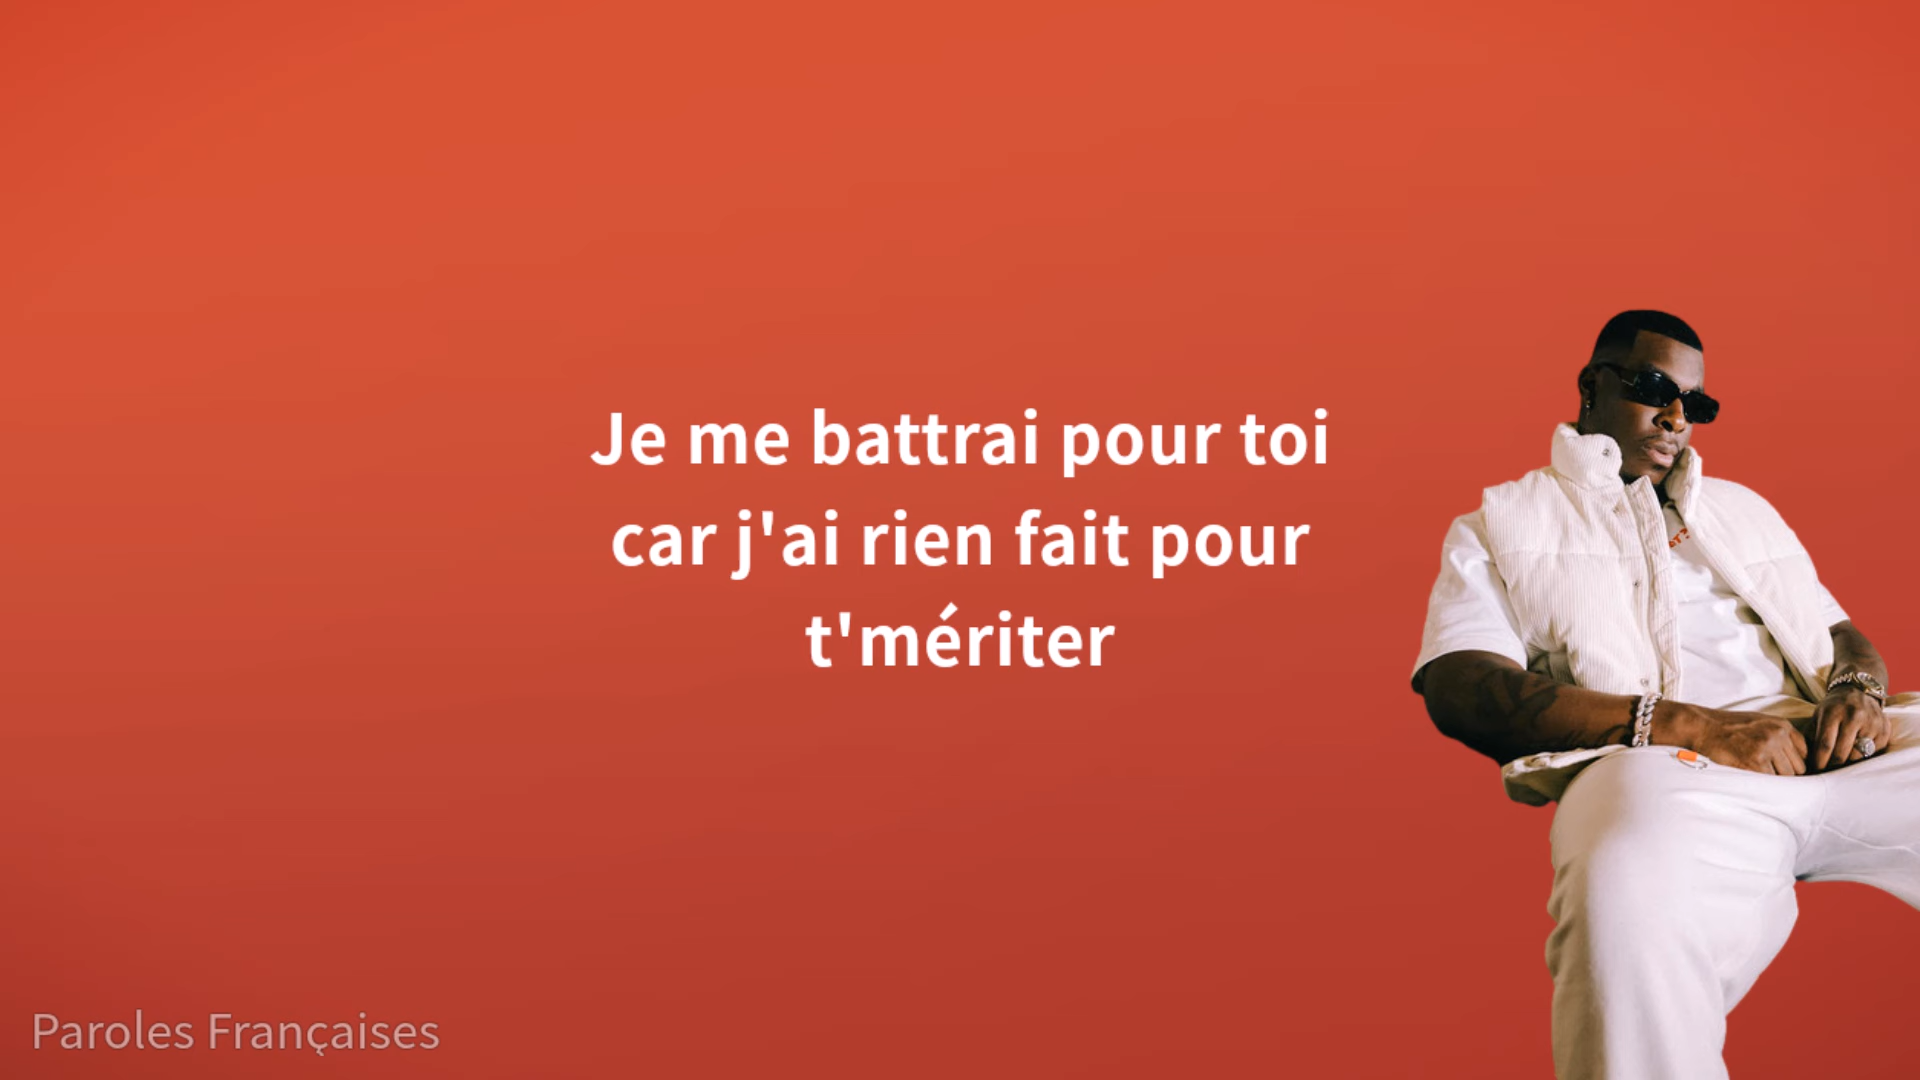 Je me battrai pour toi
car j'ai rien fait pour
t'mériter
Paroles Françaises